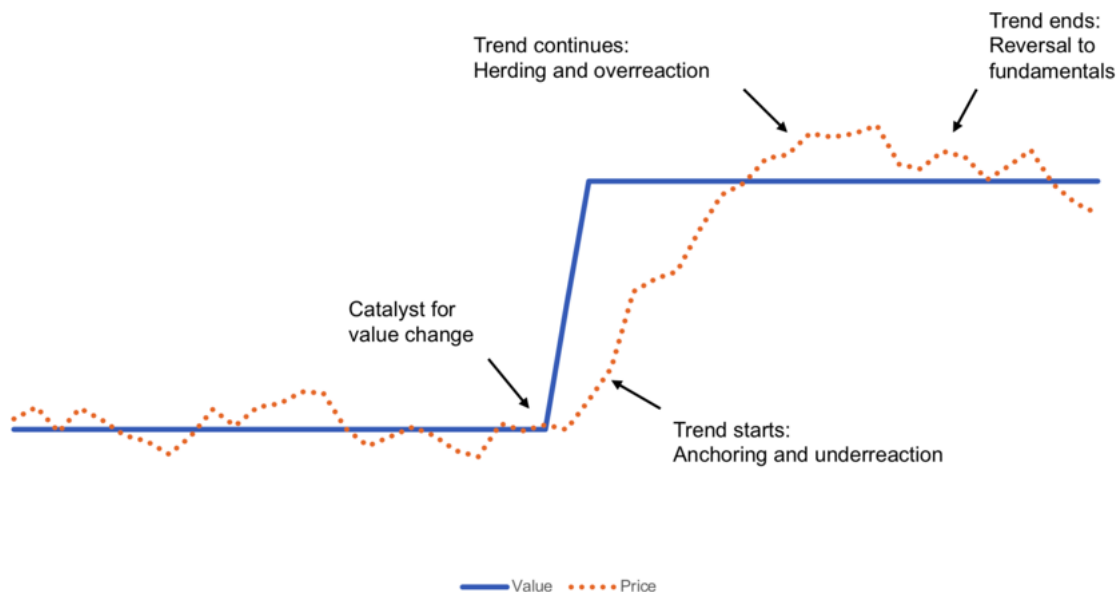 Trend continues:
Herding and overreaction
Trend ends:
Reversal to
fundamentals
Catalyst for
value change
Trend starts:
Anchoring and underreaction
Value
Price